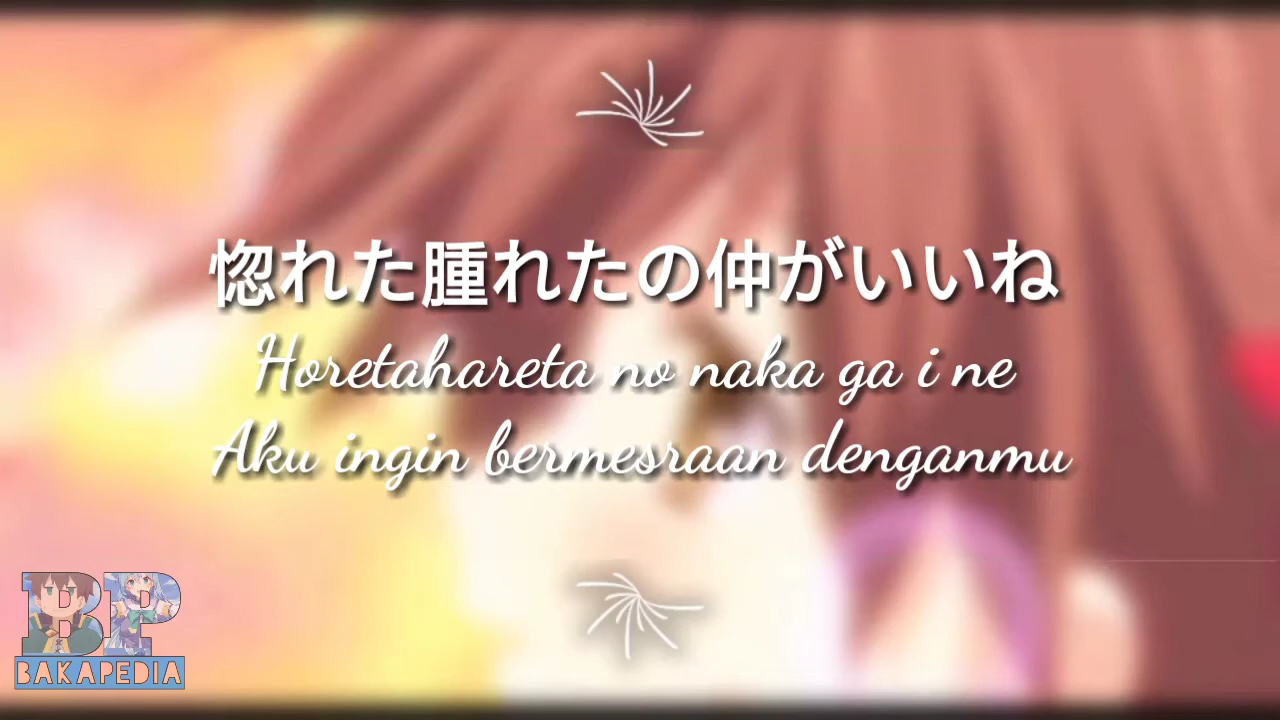 惚れた腫れたの仲がいいね
Horetahareta no naka ga i ne
Aku ingin bermesraan denganmu
BP
BAKAPEDIA